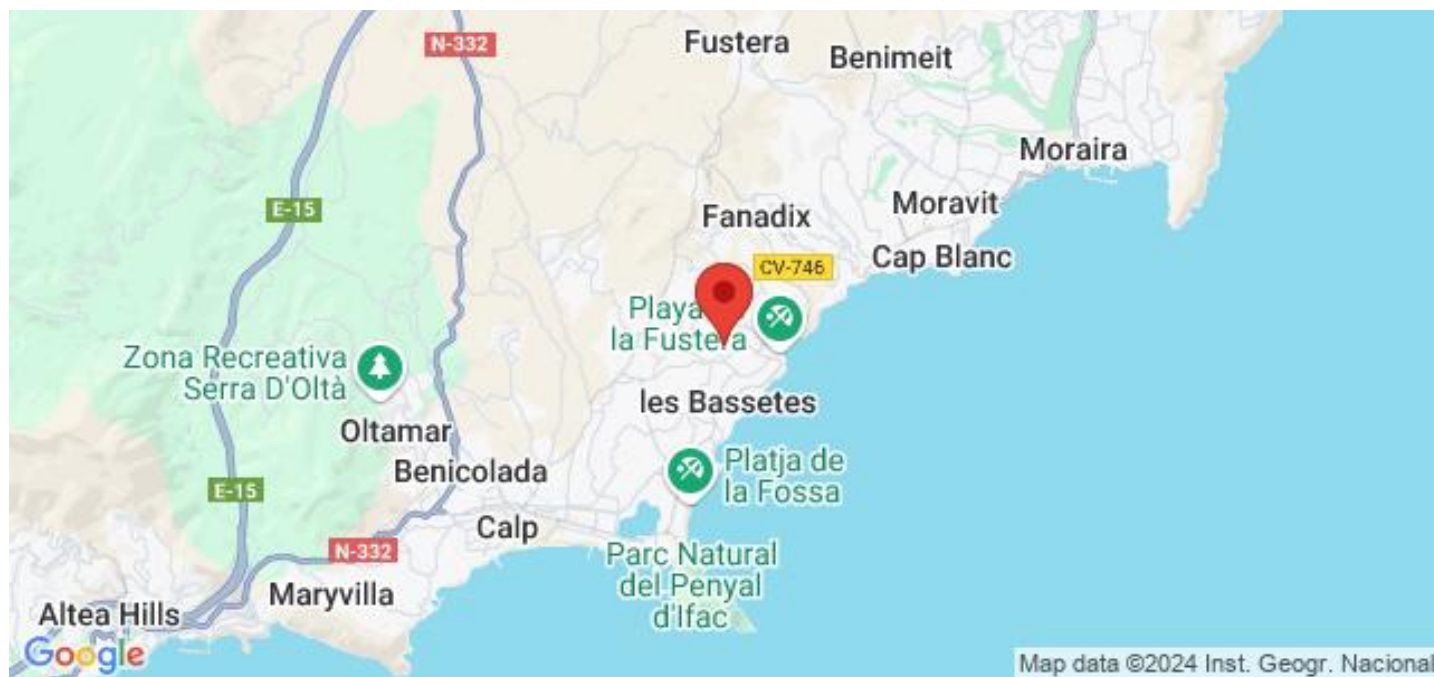 N-332
Fustera
Benimeit
Moraira
E-15
Moravit
Fanadix
Cap Blanc
CV-746
Playa
la Fustera
Zona Recreativa
Serra D'Oltà
les Bassetes
Oltamar
Benicolada
Platja de
la Fossa
E-15
Calp
N-332
Parc Natural
del Penyal
d'Ifac
Maryvilla
Altea Hills
Google
Map data ©2024 Inst. Geogr. Nacional